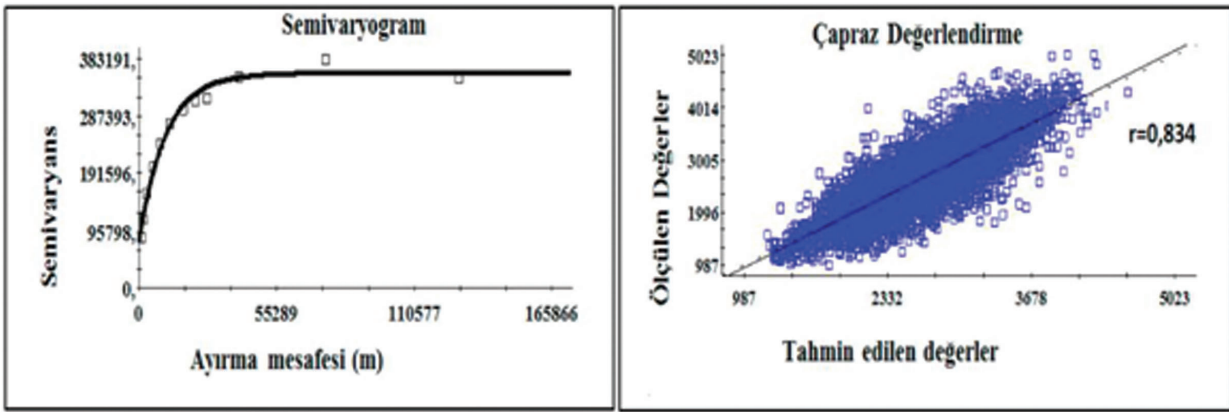 Semivaryogram
383191,
287393,
191596,
95798,
0,
Semivaryans
0 55289 110577 165866
Ayırma mesafesi (m)
Çapraz Değerlendirme
5023
4014
3005
1996
987
Ölçülen Değerler
r=0,834
987 2332 3678 5023
Tahmin edilen değerler